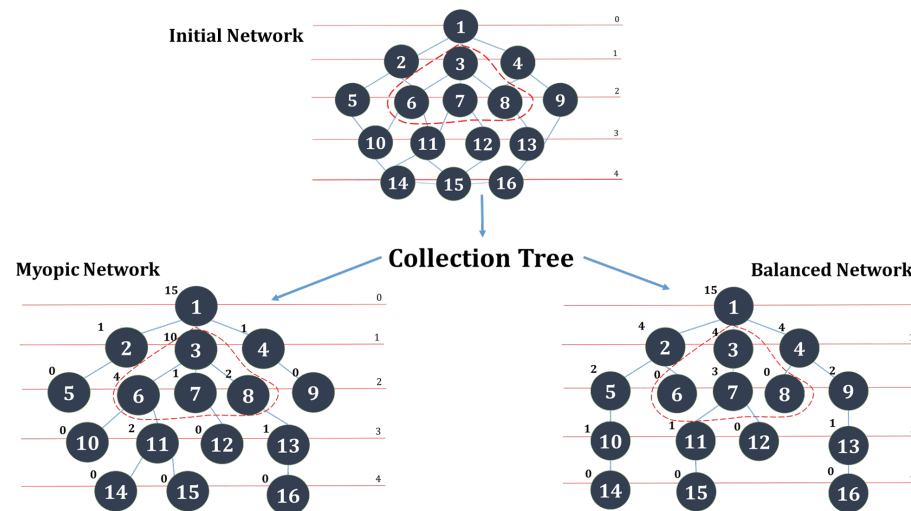 Initial Network
1 0
2 3 4 1
5 6 7 8 9 2
10 11 12 13 3
14 15 16 4
Collection Tree
Myopic Network
15 1 0
1 2 10 3 1 4 1
0 5 4 6 1 7 2 8 0 9 2
0 10 2 11 0 12 1 13 3
0 14 0 15 0 16 4
Balanced Network
15 1
4 2 4 3 4 4
2 5 0 6 3 7 0 8 2 9
1 10 1 11 0 12 1 13
0 14 0 15 0 16